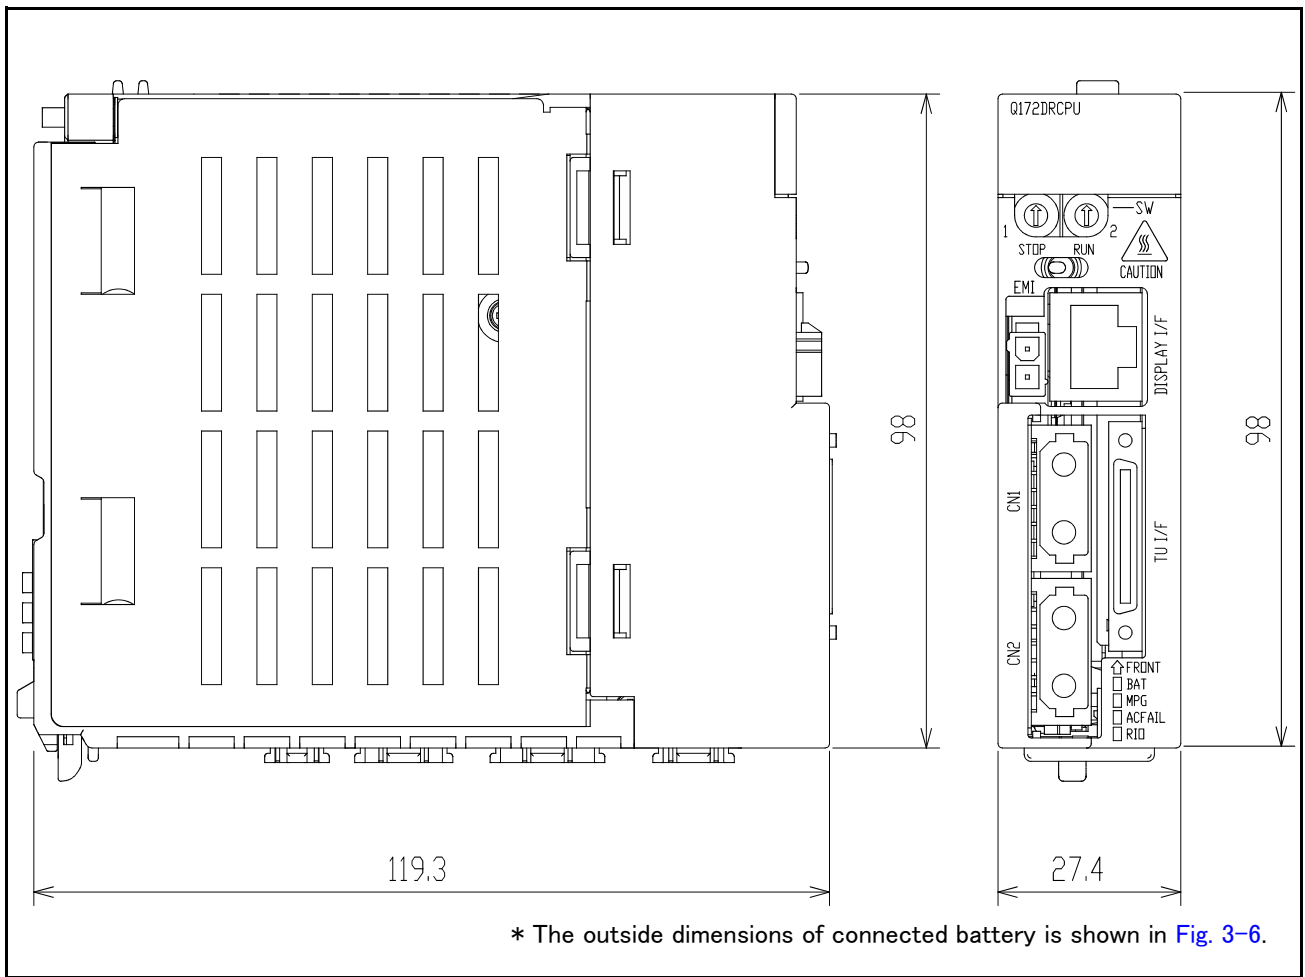 Q172DRCPU
SW
1
2
STOP RUN
CAUTION
EMI
DISPLAY I/F
98
98
CN1
TU I/F
CN2
FRONT
BAT
MPG
ACFAIL
RIO
119.3
27.4
* The outside dimensions of connected battery is shown in Fig. 3-6.